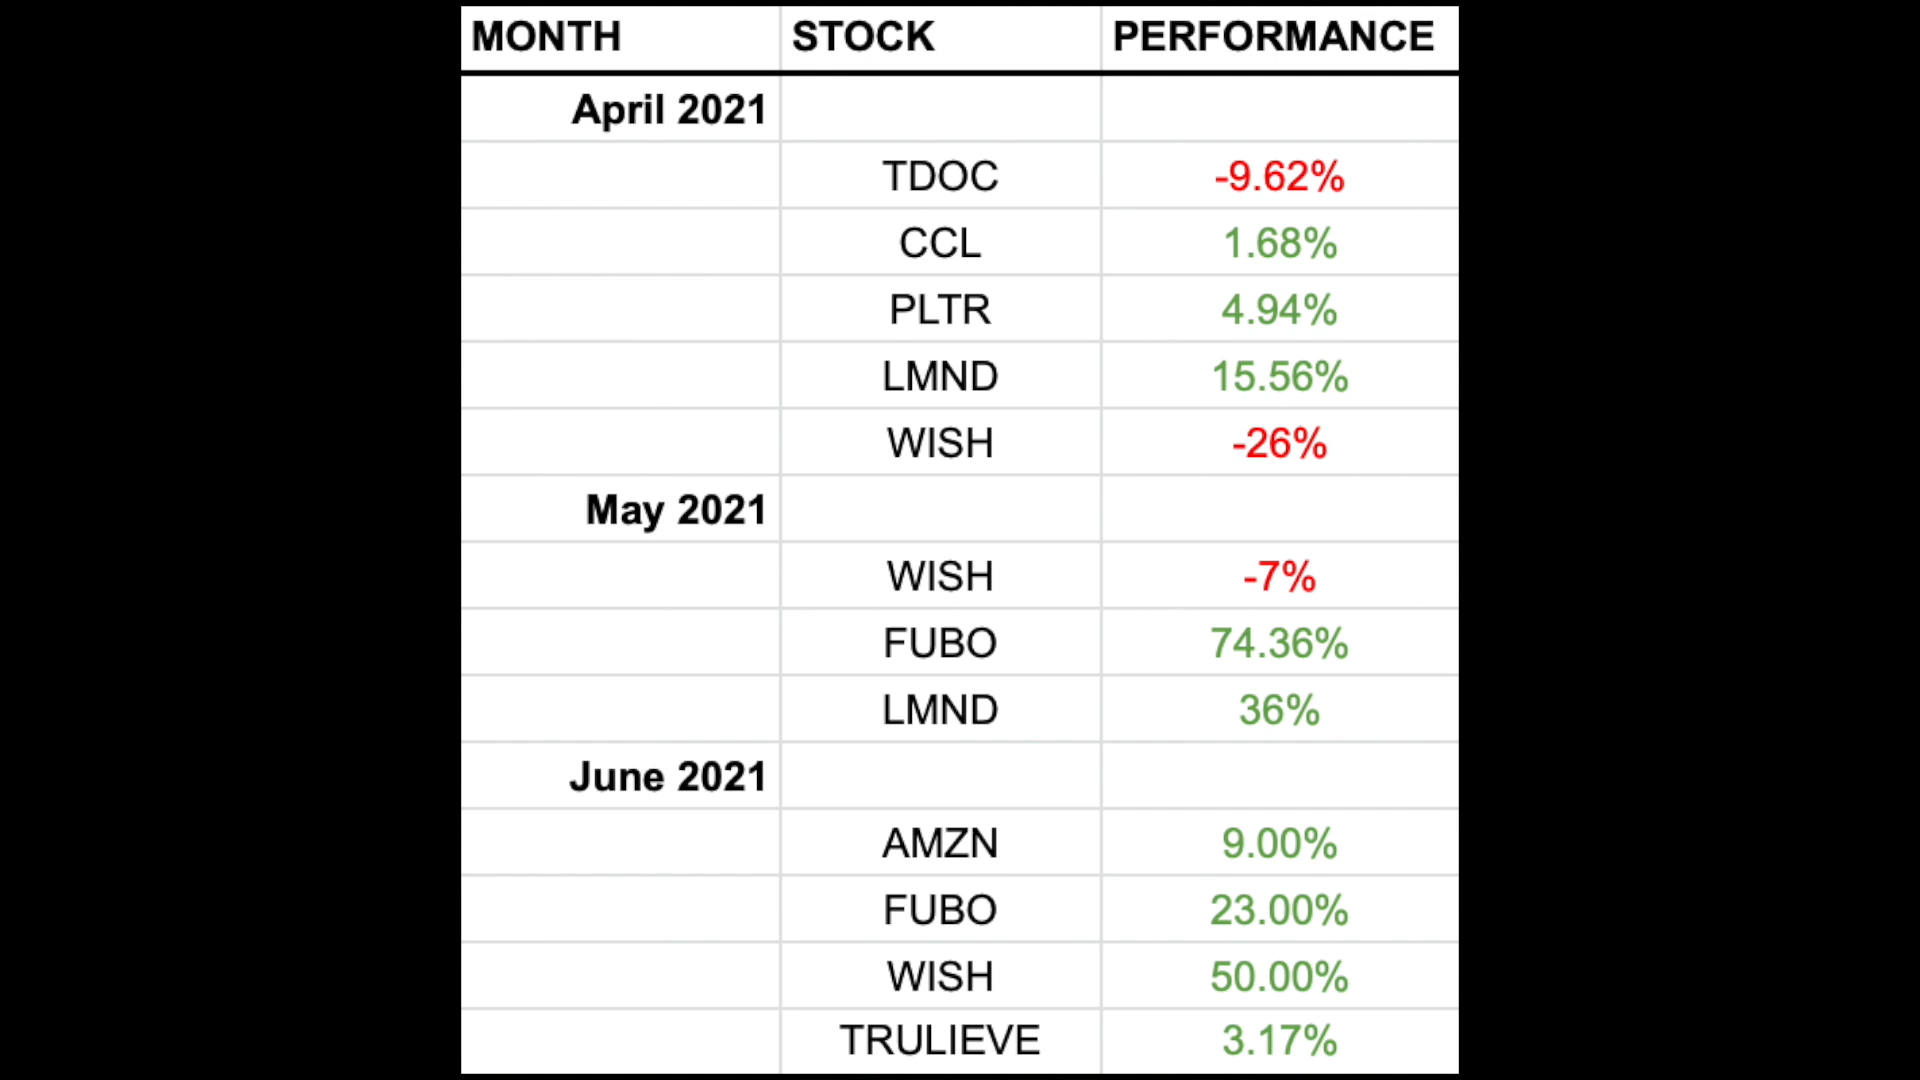 MONTH STOCK PERFORMANCE
April 2021
TDOC -9.62%
CCL 1.68%
PLTR 4.94%
LMND 15.56%
WISH -26%
May 2021
WISH -7%
FUBO 74.36%
LMND 36%
June 2021
AMZN 9.00%
FUBO 23.00%
WISH 50.00%
TRULIEVE 3.17%